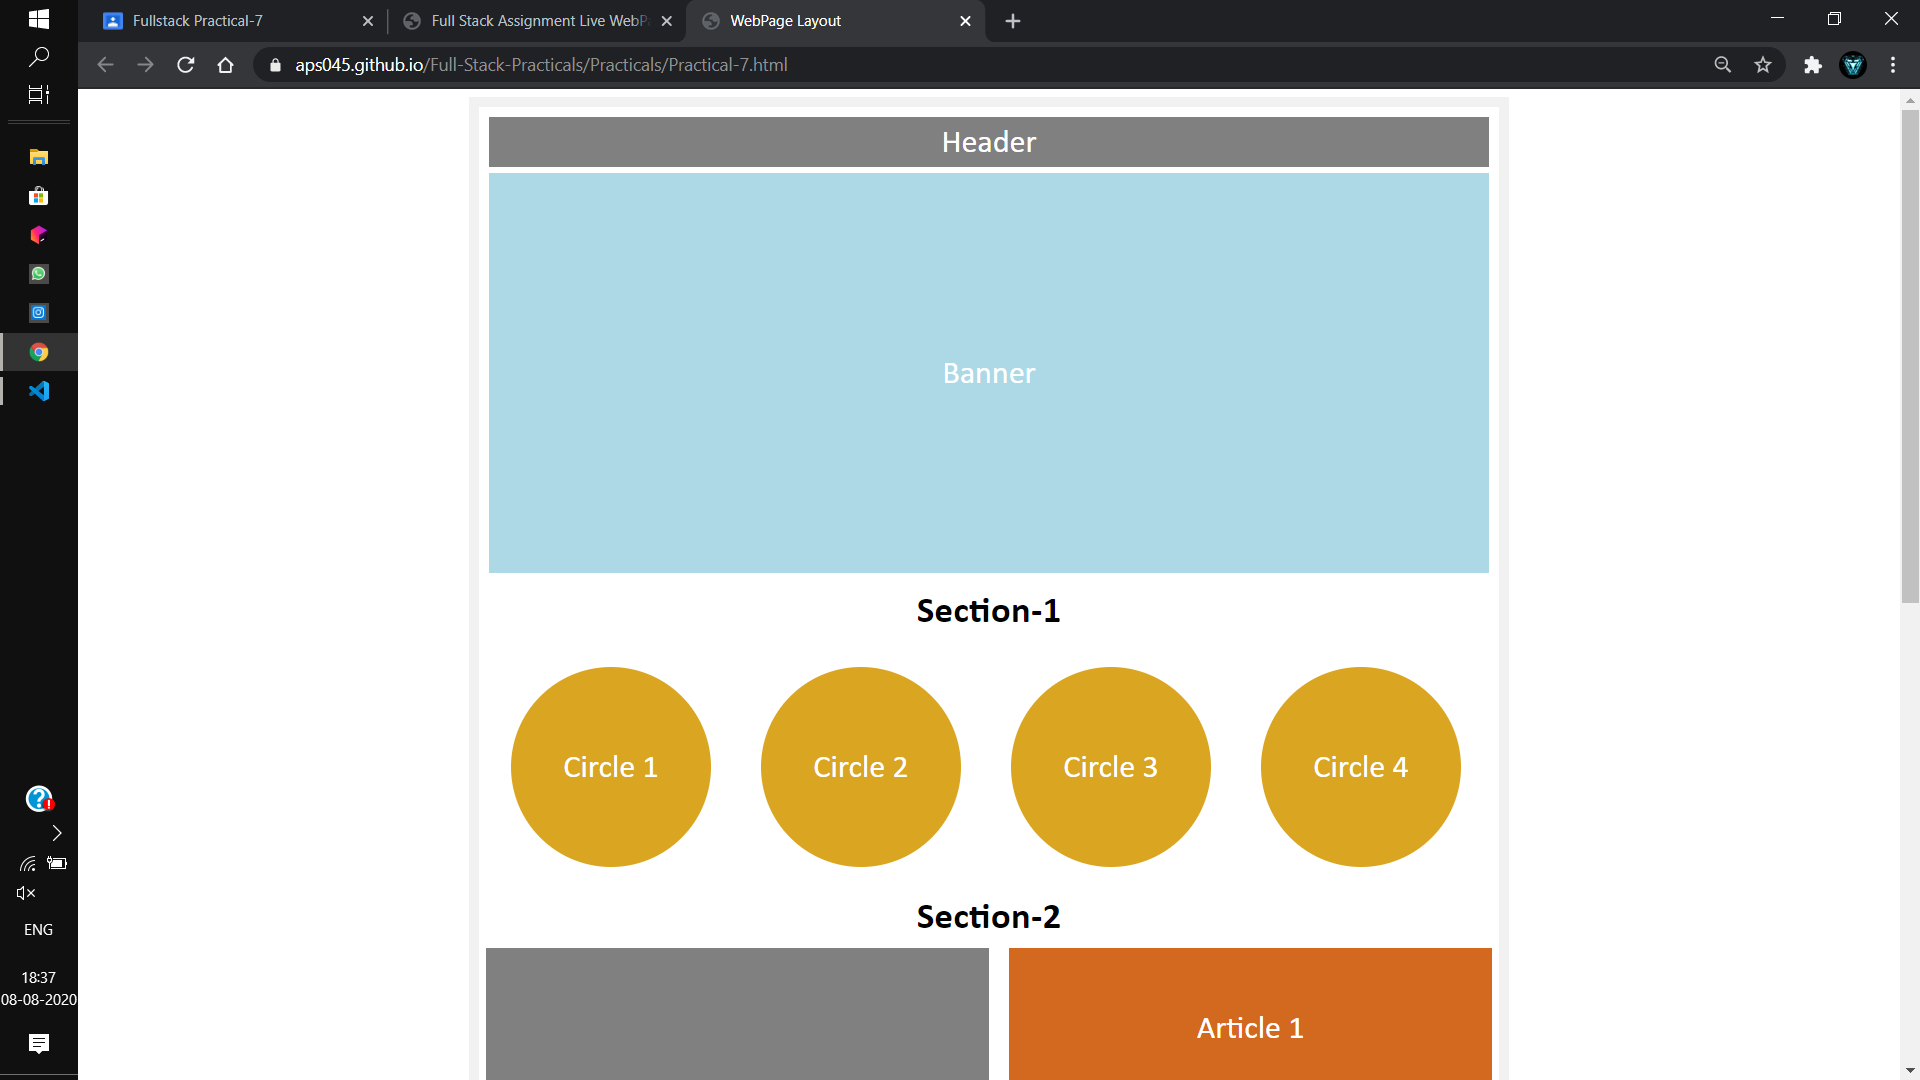 Fullstack Practical-7
Full Stack Assignment Live WebP
WebPage Layout
aps045.github.io/Full-Stack-Practicals/Practicals/Practical-7.html
Header
Banner
Section-1
Circle 1 Circle 2 Circle 3 Circle 4
Section-2
Article 1
ENG
18:37
08-08-2020